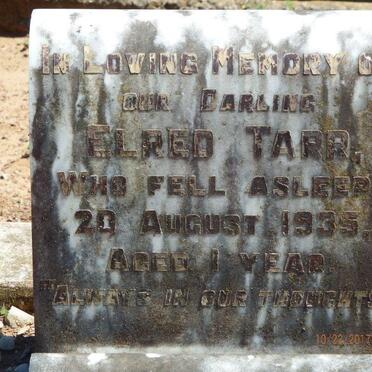 IN LOVING MEMORY O
OUR DARLING
ELRED TARR,
WHO FELL ASLEEP
20 AUGUST 1935,
AGED 1 YEAR.
"ALWAYS IN OUR THOUGHTS
10/22/2017